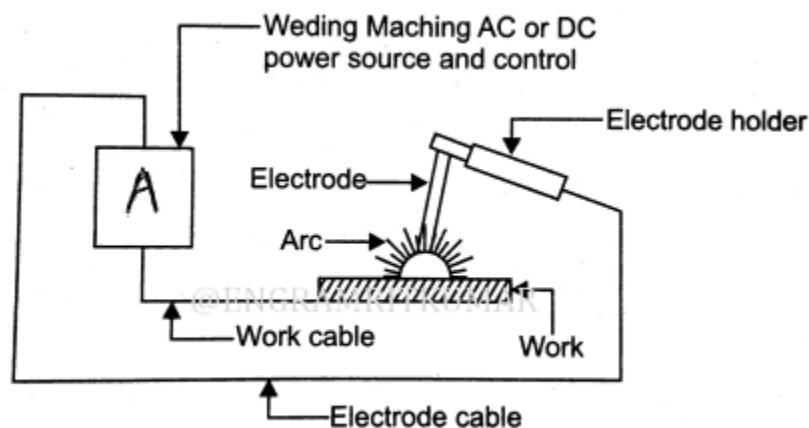 Weding Maching AC or DC
power source and control
Electrode holder
A
Electrode
Arc
@ENGRAMRITKUMAR
Work cable
Work
Electrode cable